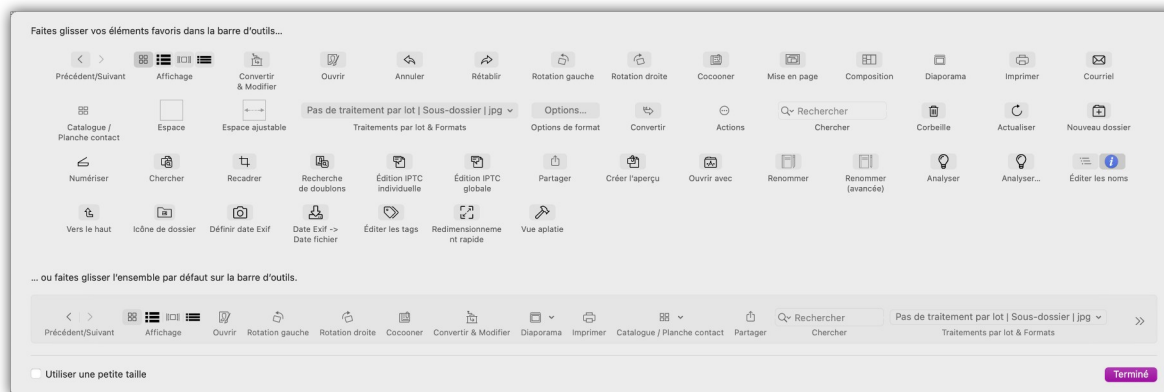 Faites glisser vos éléments favoris dans la barre d'outils...
Précédent/Suivant Affichage Convertir & Modifier Ouvrir Annuler Rétablir Rotation gauche Rotation droite Cocooner Mise en page Composition Diaporama Imprimer Courriel
Pas de traitement par lot | Sous-dossier | jpg Options... Rechercher
Catalogue / Planche contact Espace Espace ajustable Traitements par lot & Formats Options de format Convertir Actions Chercher Corbeille Actualiser Nouveau dossier
Numériser Chercher Recadrer Recherche de doublons Édition IPTC individuelle Édition IPTC globale Partager Créer l'aperçu Ouvrir avec Renommer Renommer (avancée) Analyser Analyser... Éditer les noms
Vers le haut Icône de dossier Définir date Exif Date Exif -> Date fichier Éditer les tags Redimensionnement rapide Vue aplatie
... ou faites glisser l'ensemble par défaut sur la barre d'outils.
Rechercher Pas de traitement par lot | Sous-dossier | jpg
Précédent/Suivant Affichage Ouvrir Rotation gauche Rotation droite Cocooner Convertir & Modifier Diaporama Imprimer Catalogue / Planche contact Partager Chercher Traitements par lot & Formats
Utiliser une petite taille Terminé